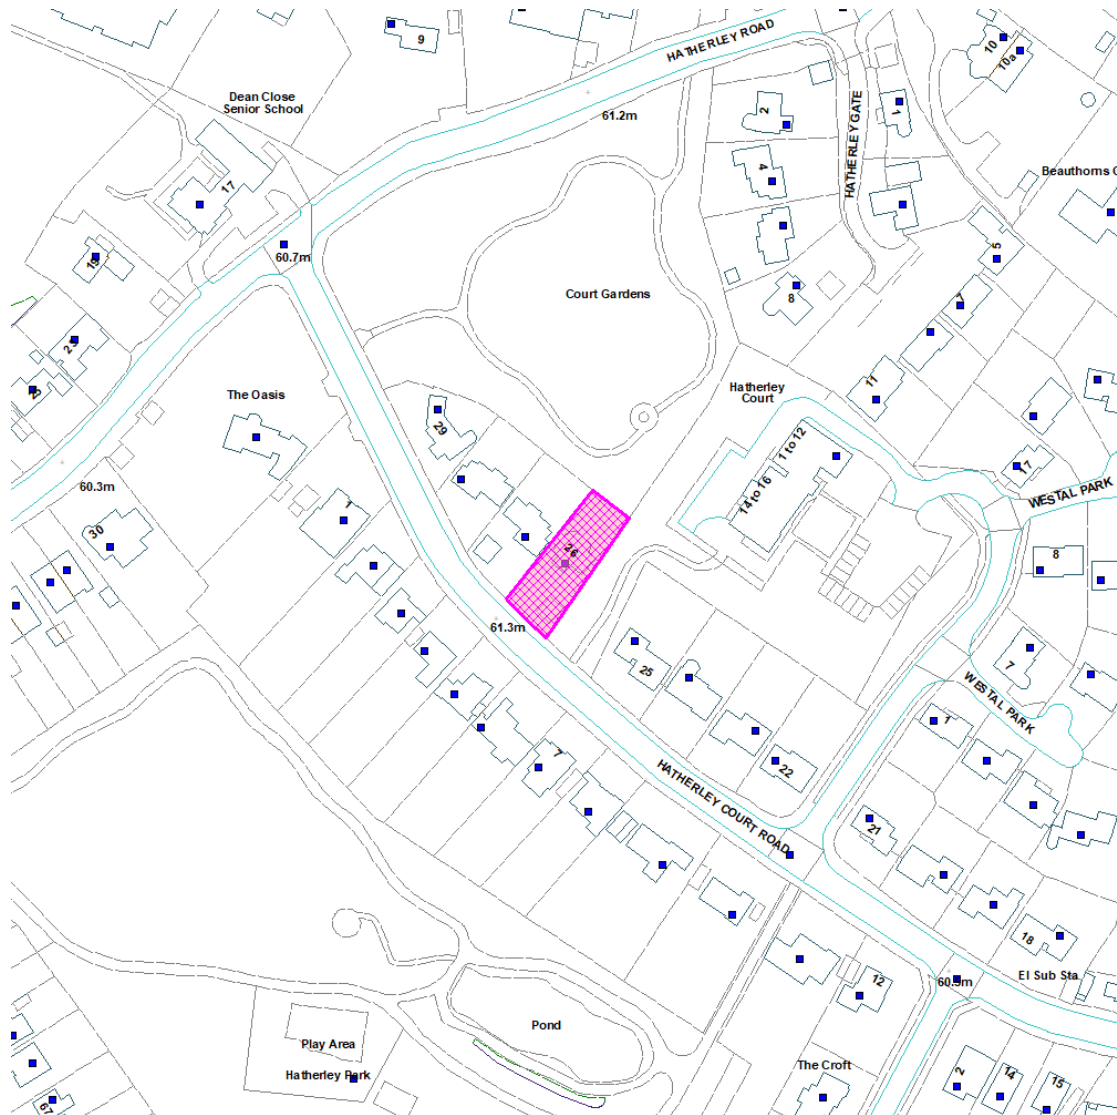 HATHERLEY ROAD
9
10
10a
Dean Close
Senior School
61.2m
2
1
HATHERLEY GATE
4
17
Beauthorns
5
60.7m
19
Court Gardens
8
7
23
11
25
The Oasis
Hatherley
Court
29
1 to 12
17
60.3m
14 to 16
WESTAL PARK
1
30
26
8
61.3m
25
7
WESTAL PARK
1
7
HATHERLEY COURT ROAD
22
21
18
El Sub Sta
12
60.9m
Pond
Play Area
Hatherley Park
The Croft
2
14
15
67